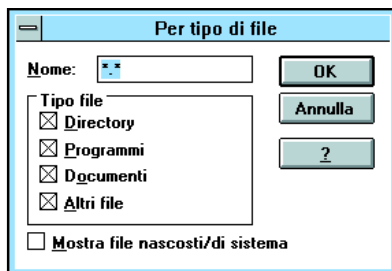 Per tipo di file
Nome: *.*
OK
Tipo file
Annulla
Directory
Programmi
?
Documenti
Altri file
Mostra file nascosti/di sistema